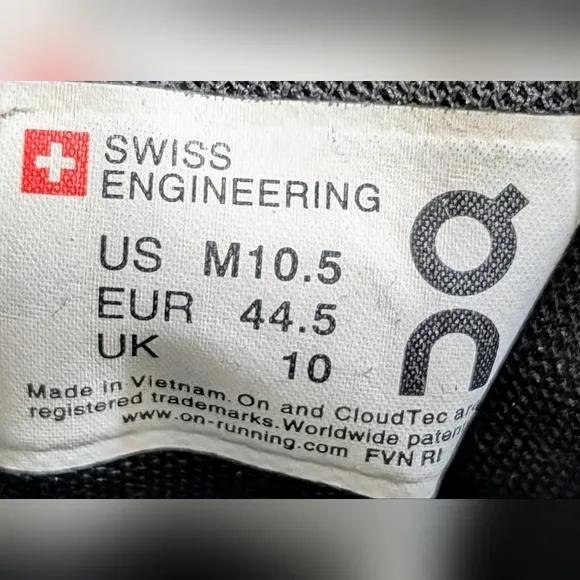 SWISS
ENGINEERING
US M10.5
EUR 44.5
UK 10
Made in Vietnam. On and CloudTec are
registered trademarks. Worldwide
www.on-running.com FVN RI